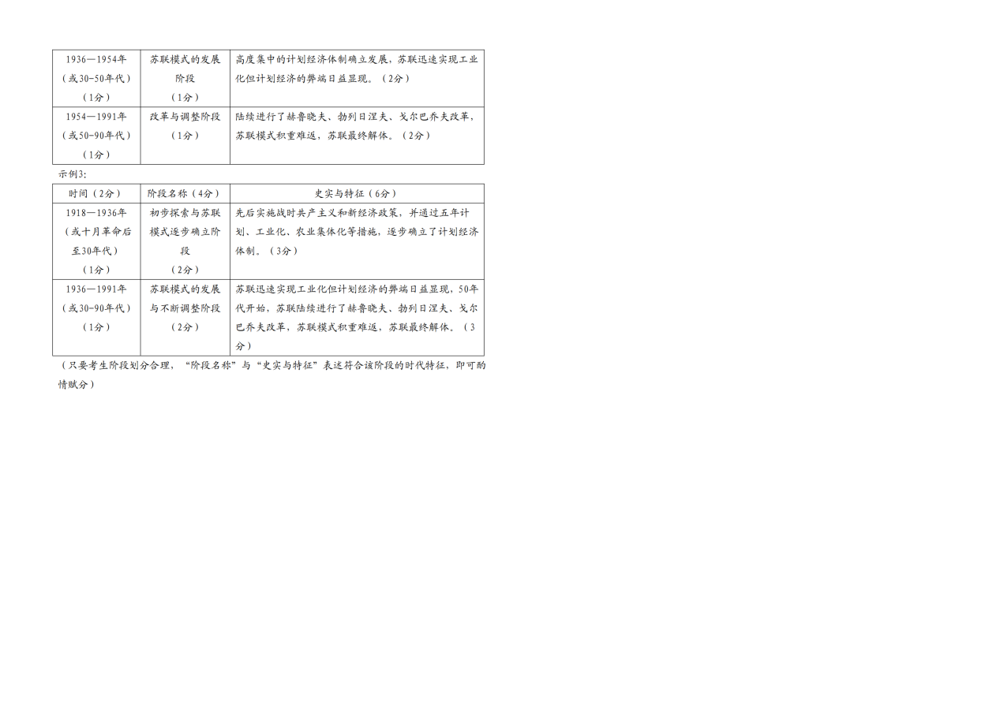 1936—1954年
（或30-50年代）
（1分）
苏联模式的发展
阶段
（1分）
高度集中的计划经济体制确立发展，苏联迅速实现工业
化但计划经济的弊端日益显现。（2分）
1954—1991年
（或50-90年代）
（1分）
改革与调整阶段
（1分）
陆续进行了赫鲁晓夫、勃列日涅夫、戈尔巴乔夫改革，
苏联模式积重难返，苏联最终解体。（2分）
示例3：
时间（2分）
阶段名称（4分）
史实与特征（6分）
1918—1936年
（或十月革命后
至30年代）
（1分）
初步探索与苏联
模式逐步确立阶
段
（2分）
先后实施战时共产主义和新经济政策，并通过五年计
划、工业化、农业集体化等措施，逐步确立了计划经济
体制。（3分）
1936—1991年
（或30-90年代）
（1分）
苏联模式的发展
与不断调整阶段
（2分）
苏联迅速实现工业化但计划经济的弊端日益显现，50年
代开始，苏联陆续进行了赫鲁晓夫、勃列日涅夫、戈尔
巴乔夫改革，苏联模式积重难返，苏联最终解体。（3
分）
（只要考生阶段划分合理，“阶段名称”与“史实与特征”表述符合该阶段的时代特征，即可酌
情赋分）